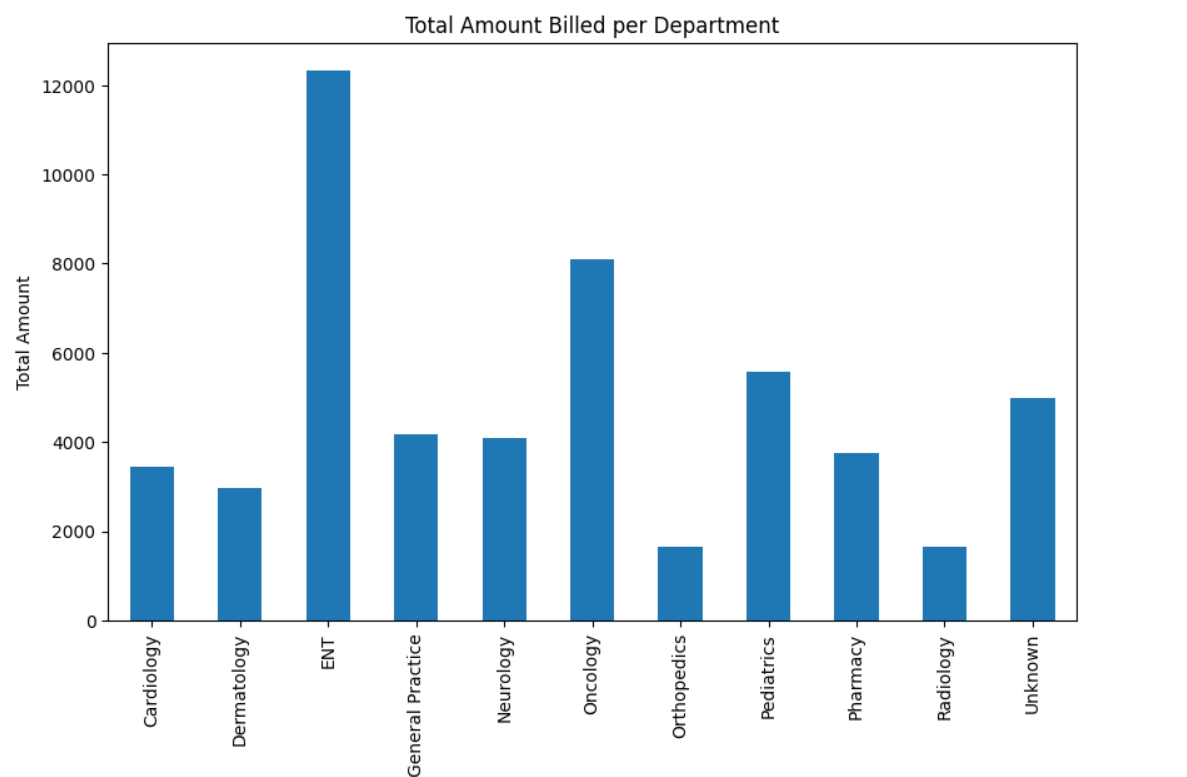 Total Amount Billed per Department
Total Amount
12000
10000
8000
6000
4000
2000
0
Cardiology
Dermatology
ENT
General Practice
Neurology
Oncology
Orthopedics
Pediatrics
Pharmacy
Radiology
Unknown